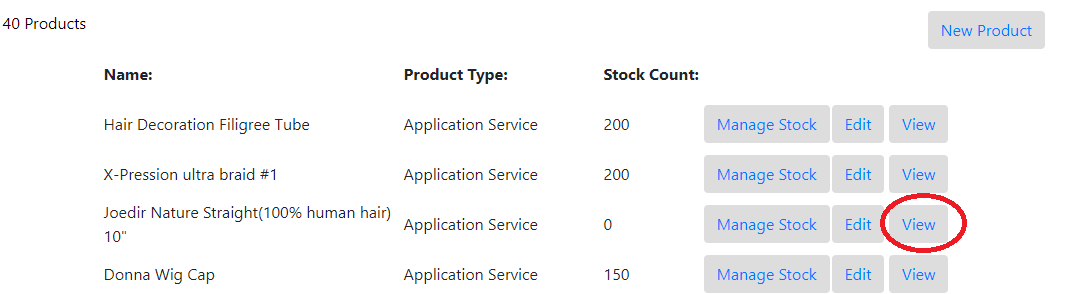 40 Products
New Product
Name: Product Type: Stock Count:
Hair Decoration Filigree Tube Application Service 200 Manage Stock Edit View
X-Pression ultra braid #1 Application Service 200 Manage Stock Edit View
Joedir Nature Straight(100% human hair)
10" Application Service 0 Manage Stock Edit View
Donna Wig Cap Application Service 150 Manage Stock Edit View